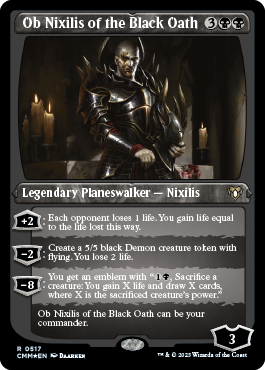 Ob Nixilis of the Black Oath 3
Legendary Planeswalker — Nixilis
+2 : Each opponent loses 1 life. You gain life equal
to the life lost this way.
−2 : Create a 5/5 black Demon creature token with
flying. You lose 2 life.
−8 : You get an emblem with “1, Sacrifice a
creature: You gain X life and draw X cards,
where X is the sacrificed creature's power.”
Ob Nixilis of the Black Oath can be
your commander.
3
R 0517
CMM★EN DAARKEN
™ & © 2023 Wizards of the Coast